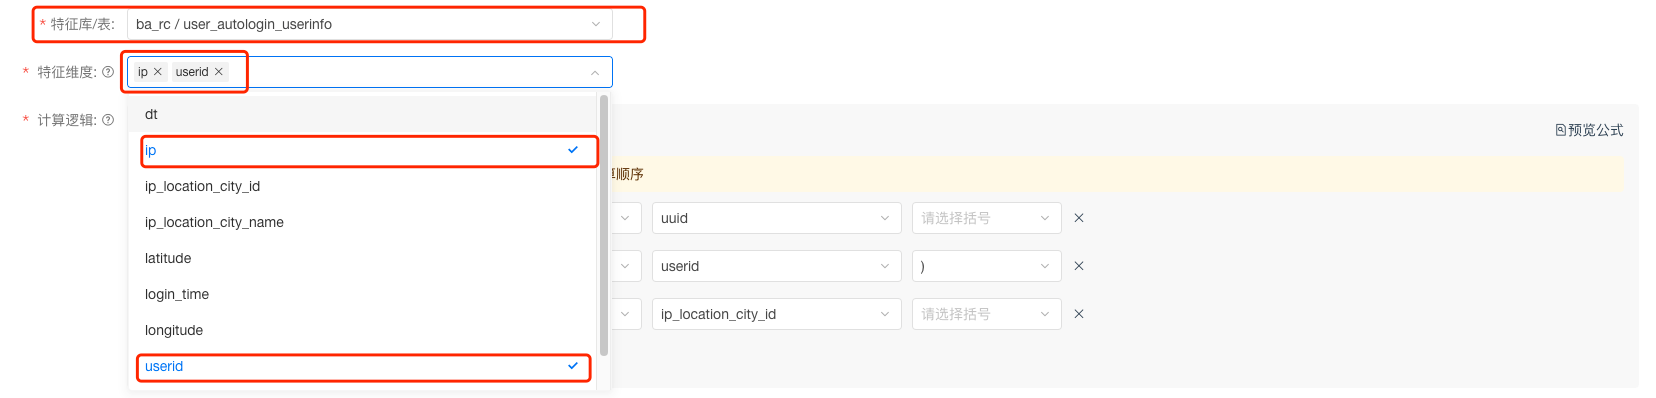 * 特征库/表: ba_rc / user_autologin_userinfo
* 特征维度: ip userid
* 计算逻辑:
dt
预览公式
ip
顺序
ip_location_city_id
ip_location_city_name
uuid 请选择括号
latitude
userid )
login_time
ip_location_city_id 请选择括号
longitude
userid